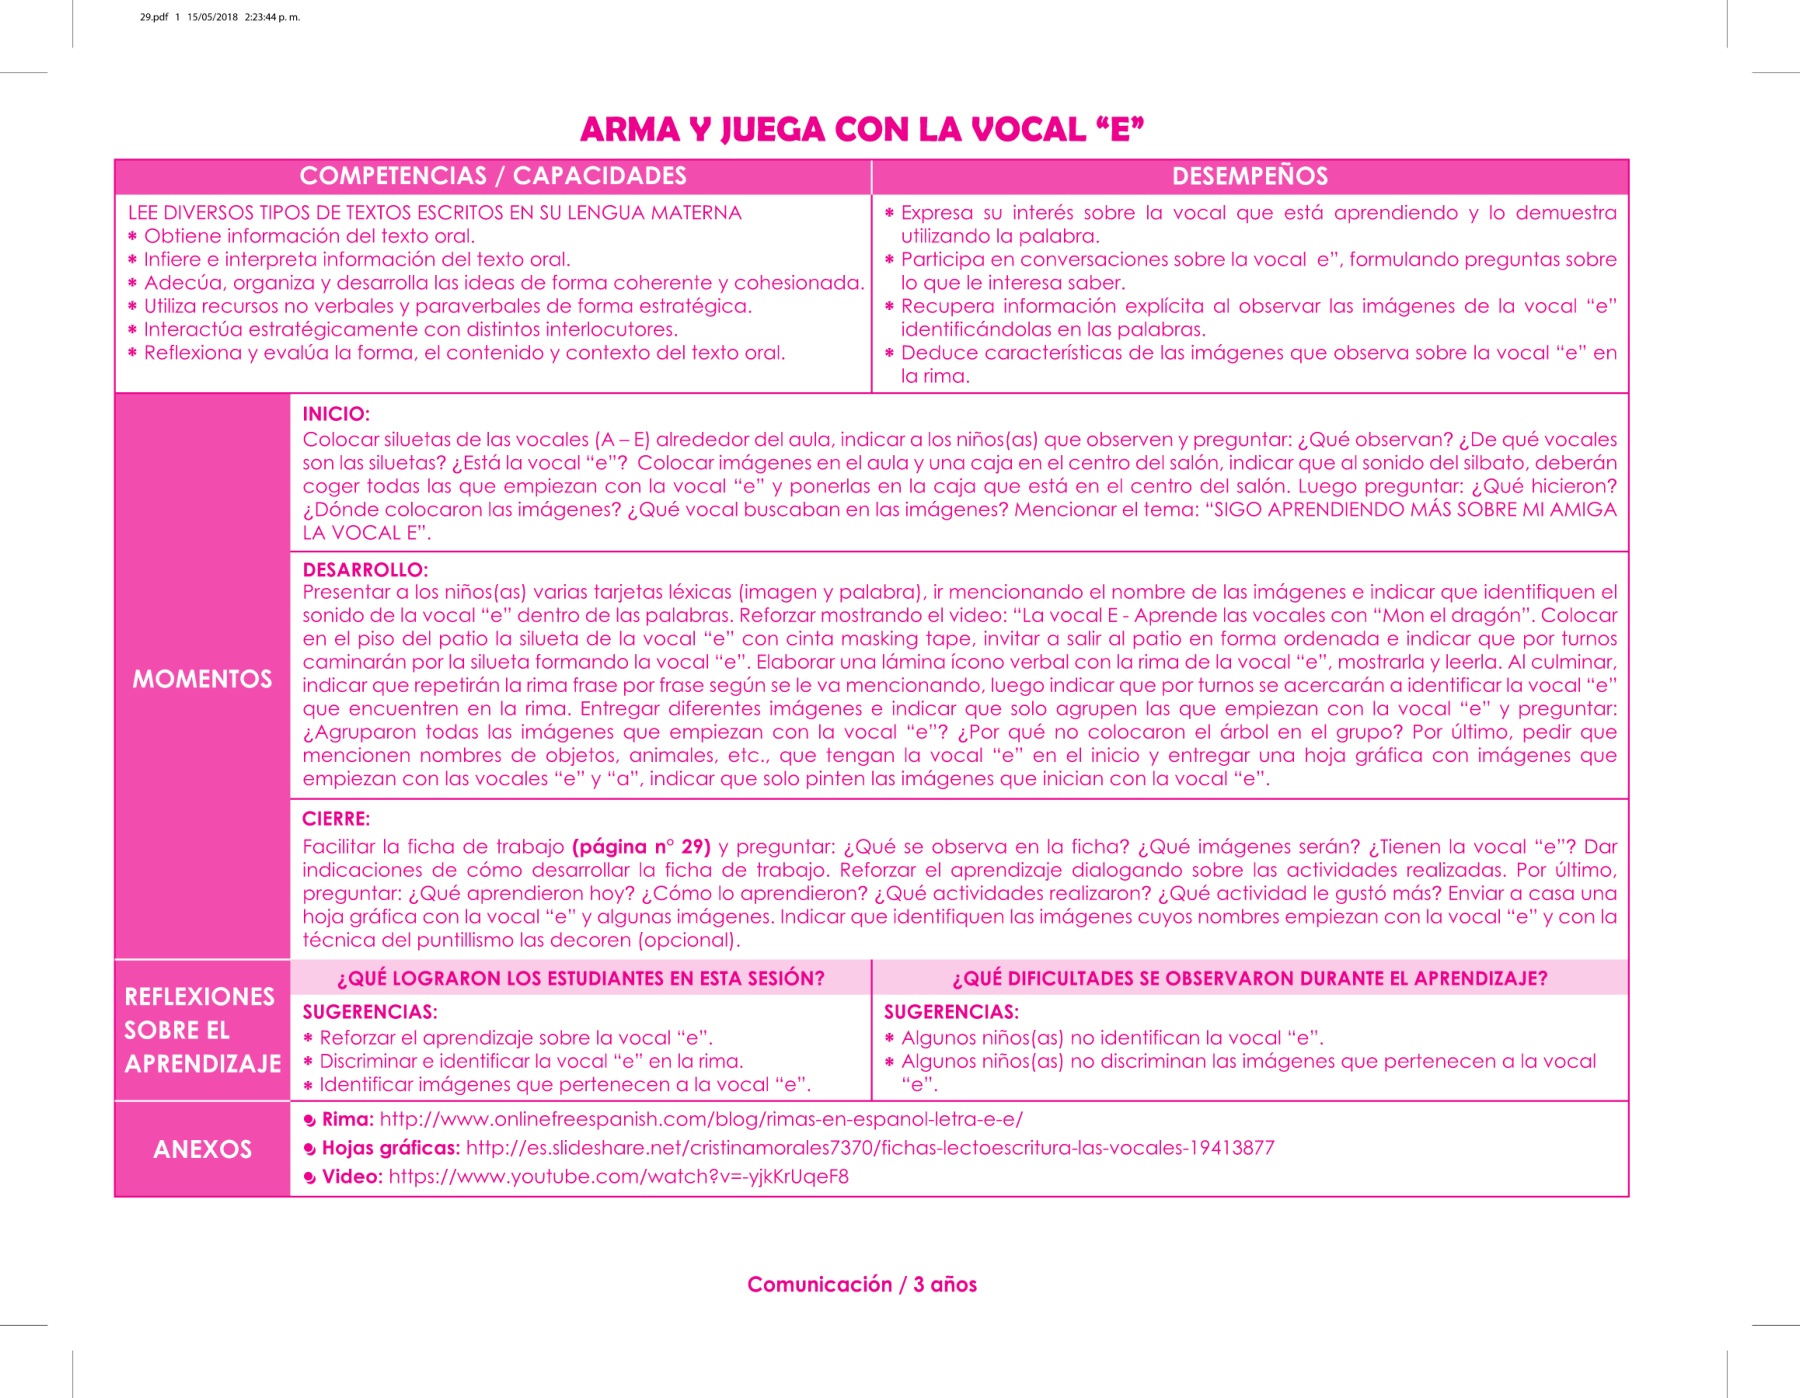 29.pdf 1 15/05/2018 2:23:44 p. m.
ARMA Y JUEGA CON LA VOCAL “E”
COMPETENCIAS / CAPACIDADES
LEE DIVERSOS TIPOS DE TEXTOS ESCRITOS EN SU LENGUA MATERNA
* Obtiene información del texto oral.
* Infiere e interpreta información del texto oral.
* Adecúa, organiza y desarrolla las ideas de forma coherente y cohesionada.
* Utiliza recursos no verbales y paraverbales de forma estratégica.
* Interactúa estratégicamente con distintos interlocutores.
* Reflexiona y evalúa la forma, el contenido y contexto del texto oral.
DESEMPEÑOS
* Expresa su interés sobre la vocal que está aprendiendo y lo demuestra
utilizando la palabra.
* Participa en conversaciones sobre la vocal e”, formulando preguntas sobre
lo que le interesa saber.
* Recupera información explícita al observar las imágenes de la vocal “e”
identificándolas en las palabras.
* Deduce características de las imágenes que observa sobre la vocal “e” en
la rima.
MOMENTOS
INICIO:
Colocar siluetas de las vocales (A – E) alrededor del aula, indicar a los niños(as) que observen y preguntar: ¿Qué observan? ¿De qué vocales
son las siluetas? ¿Está la vocal “e”? Colocar imágenes en el aula y una caja en el centro del salón, indicar que al sonido del silbato, deberán
coger todas las que empiezan con la vocal “e” y ponerlas en la caja que está en el centro del salón. Luego preguntar: ¿Qué hicieron?
¿Dónde colocaron las imágenes? ¿Qué vocal buscaban en las imágenes? Mencionar el tema: “SIGO APRENDIENDO MÁS SOBRE MI AMIGA
LA VOCAL E”.
DESARROLLO:
Presentar a los niños(as) varias tarjetas léxicas (imagen y palabra), ir mencionando el nombre de las imágenes e indicar que identifiquen el
sonido de la vocal “e” dentro de las palabras. Reforzar mostrando el video: “La vocal E - Aprende las vocales con “Mon el dragón”. Colocar
en el piso del patio la silueta de la vocal “e” con cinta masking tape, invitar a salir al patio en forma ordenada e indicar que por turnos
caminarán por la silueta formando la vocal “e”. Elaborar una lámina ícono verbal con la rima de la vocal “e”, mostrarla y leerla. Al culminar,
indicar que repetirán la rima frase por frase según se le va mencionando, luego indicar que por turnos se acercarán a identificar la vocal “e”
que encuentren en la rima. Entregar diferentes imágenes e indicar que solo agrupen las que empiezan con la vocal “e” y preguntar:
¿Agruparon todas las imágenes que empiezan con la vocal “e”? ¿Por qué no colocaron el árbol en el grupo? Por último, pedir que
mencionen nombres de objetos, animales, etc., que tengan la vocal “e” en el inicio y entregar una hoja gráfica con imágenes que
empiezan con las vocales “e” y “a”, indicar que solo pinten las imágenes que inician con la vocal “e”.
CIERRE:
Facilitar la ficha de trabajo (página n° 29) y preguntar: ¿Qué se observa en la ficha? ¿Qué imágenes serán? ¿Tienen la vocal “e”? Dar
indicaciones de cómo desarrollar la ficha de trabajo. Reforzar el aprendizaje dialogando sobre las actividades realizadas. Por último,
preguntar: ¿Qué aprendieron hoy? ¿Cómo lo aprendieron? ¿Qué actividades realizaron? ¿Qué actividad le gustó más? Enviar a casa una
hoja gráfica con la vocal “e” y algunas imágenes. Indicar que identifiquen las imágenes cuyos nombres empiezan con la vocal “e” y con la
técnica del puntillismo las decoren (opcional).
REFLEXIONES
SOBRE EL
APRENDIZAJE
¿QUÉ LOGRARON LOS ESTUDIANTES EN ESTA SESIÓN?
SUGERENCIAS:
* Reforzar el aprendizaje sobre la vocal “e”.
* Discriminar e identificar la vocal “e” en la rima.
* Identificar imágenes que pertenecen a la vocal “e”.
¿QUÉ DIFICULTADES SE OBSERVARON DURANTE EL APRENDIZAJE?
SUGERENCIAS:
* Algunos niños(as) no identifican la vocal “e”.
* Algunos niños(as) no discriminan las imágenes que pertenecen a la vocal
“e”.
ANEXOS
Rima: http://www.onlinefreespanish.com/blog/rimas-en-espanol-letra-e-e/
Hojas gráficas: http://es.slideshare.net/cristinamorales7370/fichas-lectoescritura-las-vocales-19413877
Video: https://www.youtube.com/watch?v=-yjkKrUqeF8
Comunicación / 3 años